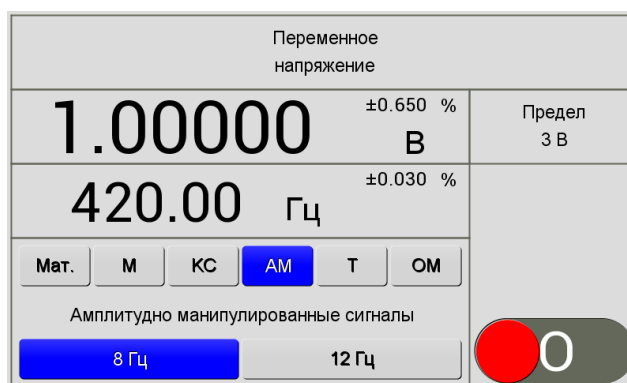 Переменное
напряжение
1.00000 ±0.650 % В
Предел
3 В
420.00 Гц ±0.030 %
Мат. М КС АМ Т ОМ
Амплитудно манипулированные сигналы
8 Гц 12 Гц
O